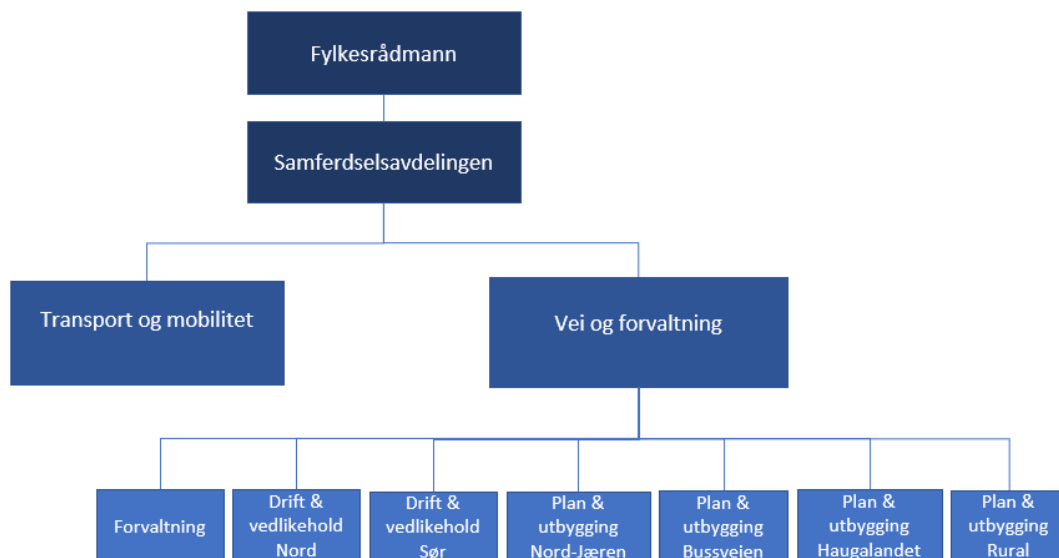 Fylkesrådmann
Samferdselsavdelingen
Transport og mobilitet
Vei og forvaltning
Forvaltning
Drift &
vedlikehold
Nord
Drift &
vedlikehold
Sør
Plan &
utbygging
Nord-Jæren
Plan &
utbygging
Bussveien
Plan &
utbygging
Haugalandet
Plan &
utbygging
Rural